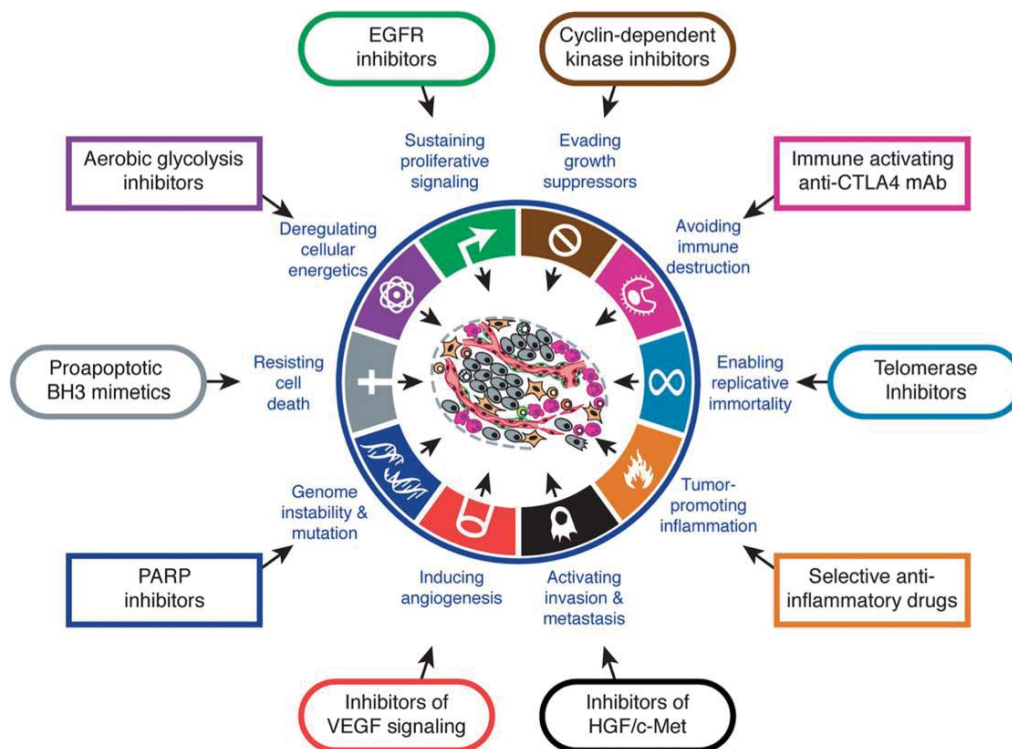 EGFR
inhibitors
Cyclin-dependent
kinase inhibitors
Sustaining
proliferative
signaling
Evading
growth
suppressors
Aerobic glycolysis
inhibitors
Immune activating
anti-CTLA4 mAb
Deregulating
cellular
energetics
Avoiding
immune
destruction
Proapoptotic
BH3 mimetics
Resisting
cell
death
Enabling
replicative
immortality
Telomerase
Inhibitors
Genome
instability &
mutation
Tumor-
promoting
inflammation
PARP
inhibitors
Inducing
angiogenesis
Activating
invasion &
metastasis
Selective anti-
inflammatory drugs
Inhibitors of
VEGF signaling
Inhibitors of
HGF/c-Met